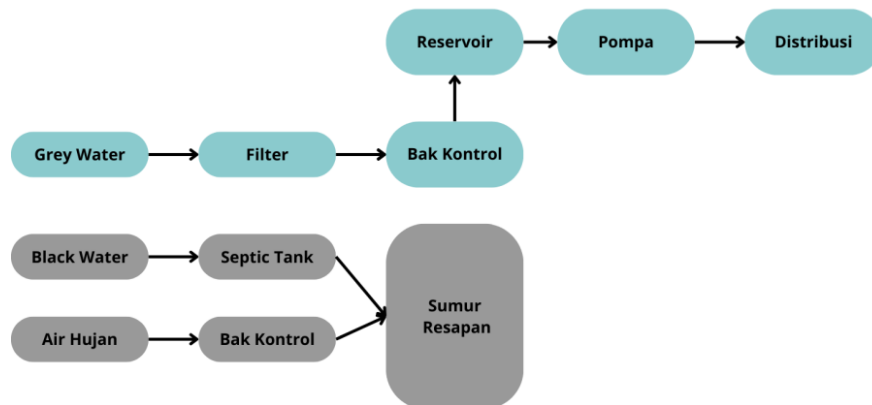 Reservoir
Pompa
Distribusi
Grey Water
Filter
Bak Kontrol
Black Water
Septic Tank
Sumur
Resapan
Air Hujan
Bak Kontrol